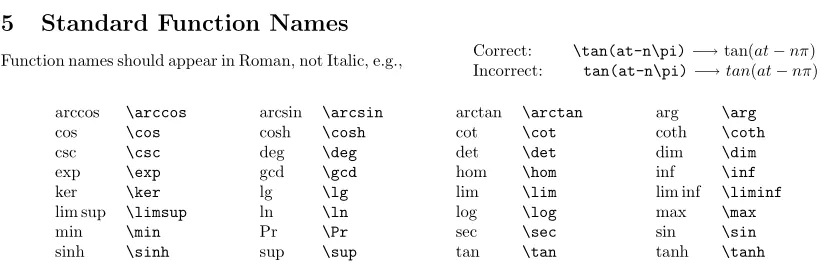 5 Standard Function Names
Correct: \tan(at-n\pi) ⟶ tan(at − nπ)
Function names should appear in Roman, not Italic, e.g.,
Incorrect: tan(at-n\pi) ⟶ tan(at − nπ)
arccos \arccos arcsin \arcsin arctan \arctan arg \arg
cos \cos cosh \cosh cot \cot coth \coth
csc \csc deg \deg det \det dim \dim
exp \exp gcd \gcd hom \hom inf \inf
ker \ker lg \lg lim \lim lim inf \liminf
lim sup \limsup ln \ln log \log max \max
min \min Pr \Pr sec \sec sin \sin
sinh \sinh sup \sup tan \tan tanh \tanh